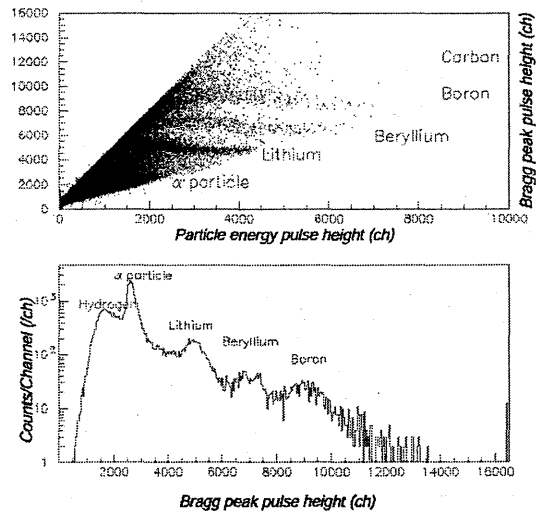 16000
14000
12000
10000
8000
6000
4000
2000
0
Carbon
Boron
Beryllium
Lithium
α particle
0 2000 4000 6000 8000 10000
Particle energy pulse height (ch)
Bragg peak pulse height (ch)
α particle
Hydrogen
Lithium
Beryllium
Boron
10³
10²
10
1
Counts/Channel (/ch)
2000 4000 6000 8000 10000 12000 14000 16000
Bragg peak pulse height (ch)